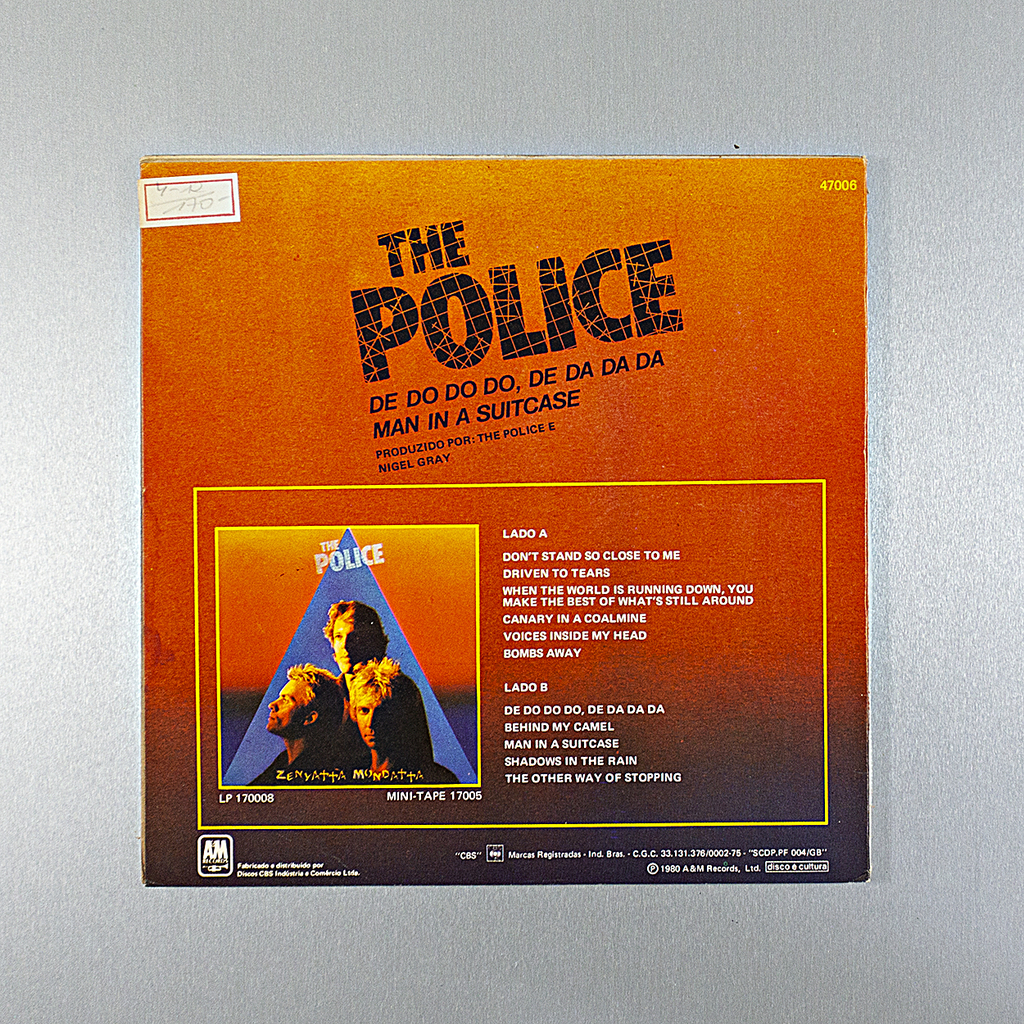 170-
47006
THE
POLICE
DE DO DO DO, DE DA DA DA
MAN IN A SUITCASE
PRODUZIDO POR: THE POLICE E
NIGEL GRAY
THE
POLICE
ZENYATTA MONDATTA
LP 170008
MINI-TAPE 17005
LADO A
DON'T STAND SO CLOSE TO ME
DRIVEN TO TEARS
WHEN THE WORLD IS RUNNING DOWN, YOU
MAKE THE BEST OF WHAT'S STILL AROUND
CANARY IN A COALMINE
VOICES INSIDE MY HEAD
BOMBS AWAY
LADO B
DE DO DO DO, DE DA DA DA
BEHIND MY CAMEL
MAN IN A SUITCASE
SHADOWS IN THE RAIN
THE OTHER WAY OF STOPPING
AM
RECORDS
Fabricado e distribuido por
Discos CBS Indústria e Comércio Ltda.
"CBS" Marcas Registradas - Ind. Bras. - C.G.C. 33.131.376/0002-75 - "SCDP.PF 004/GB"
Ⓟ 1980 A&M Records, Ltd. disco é cultura